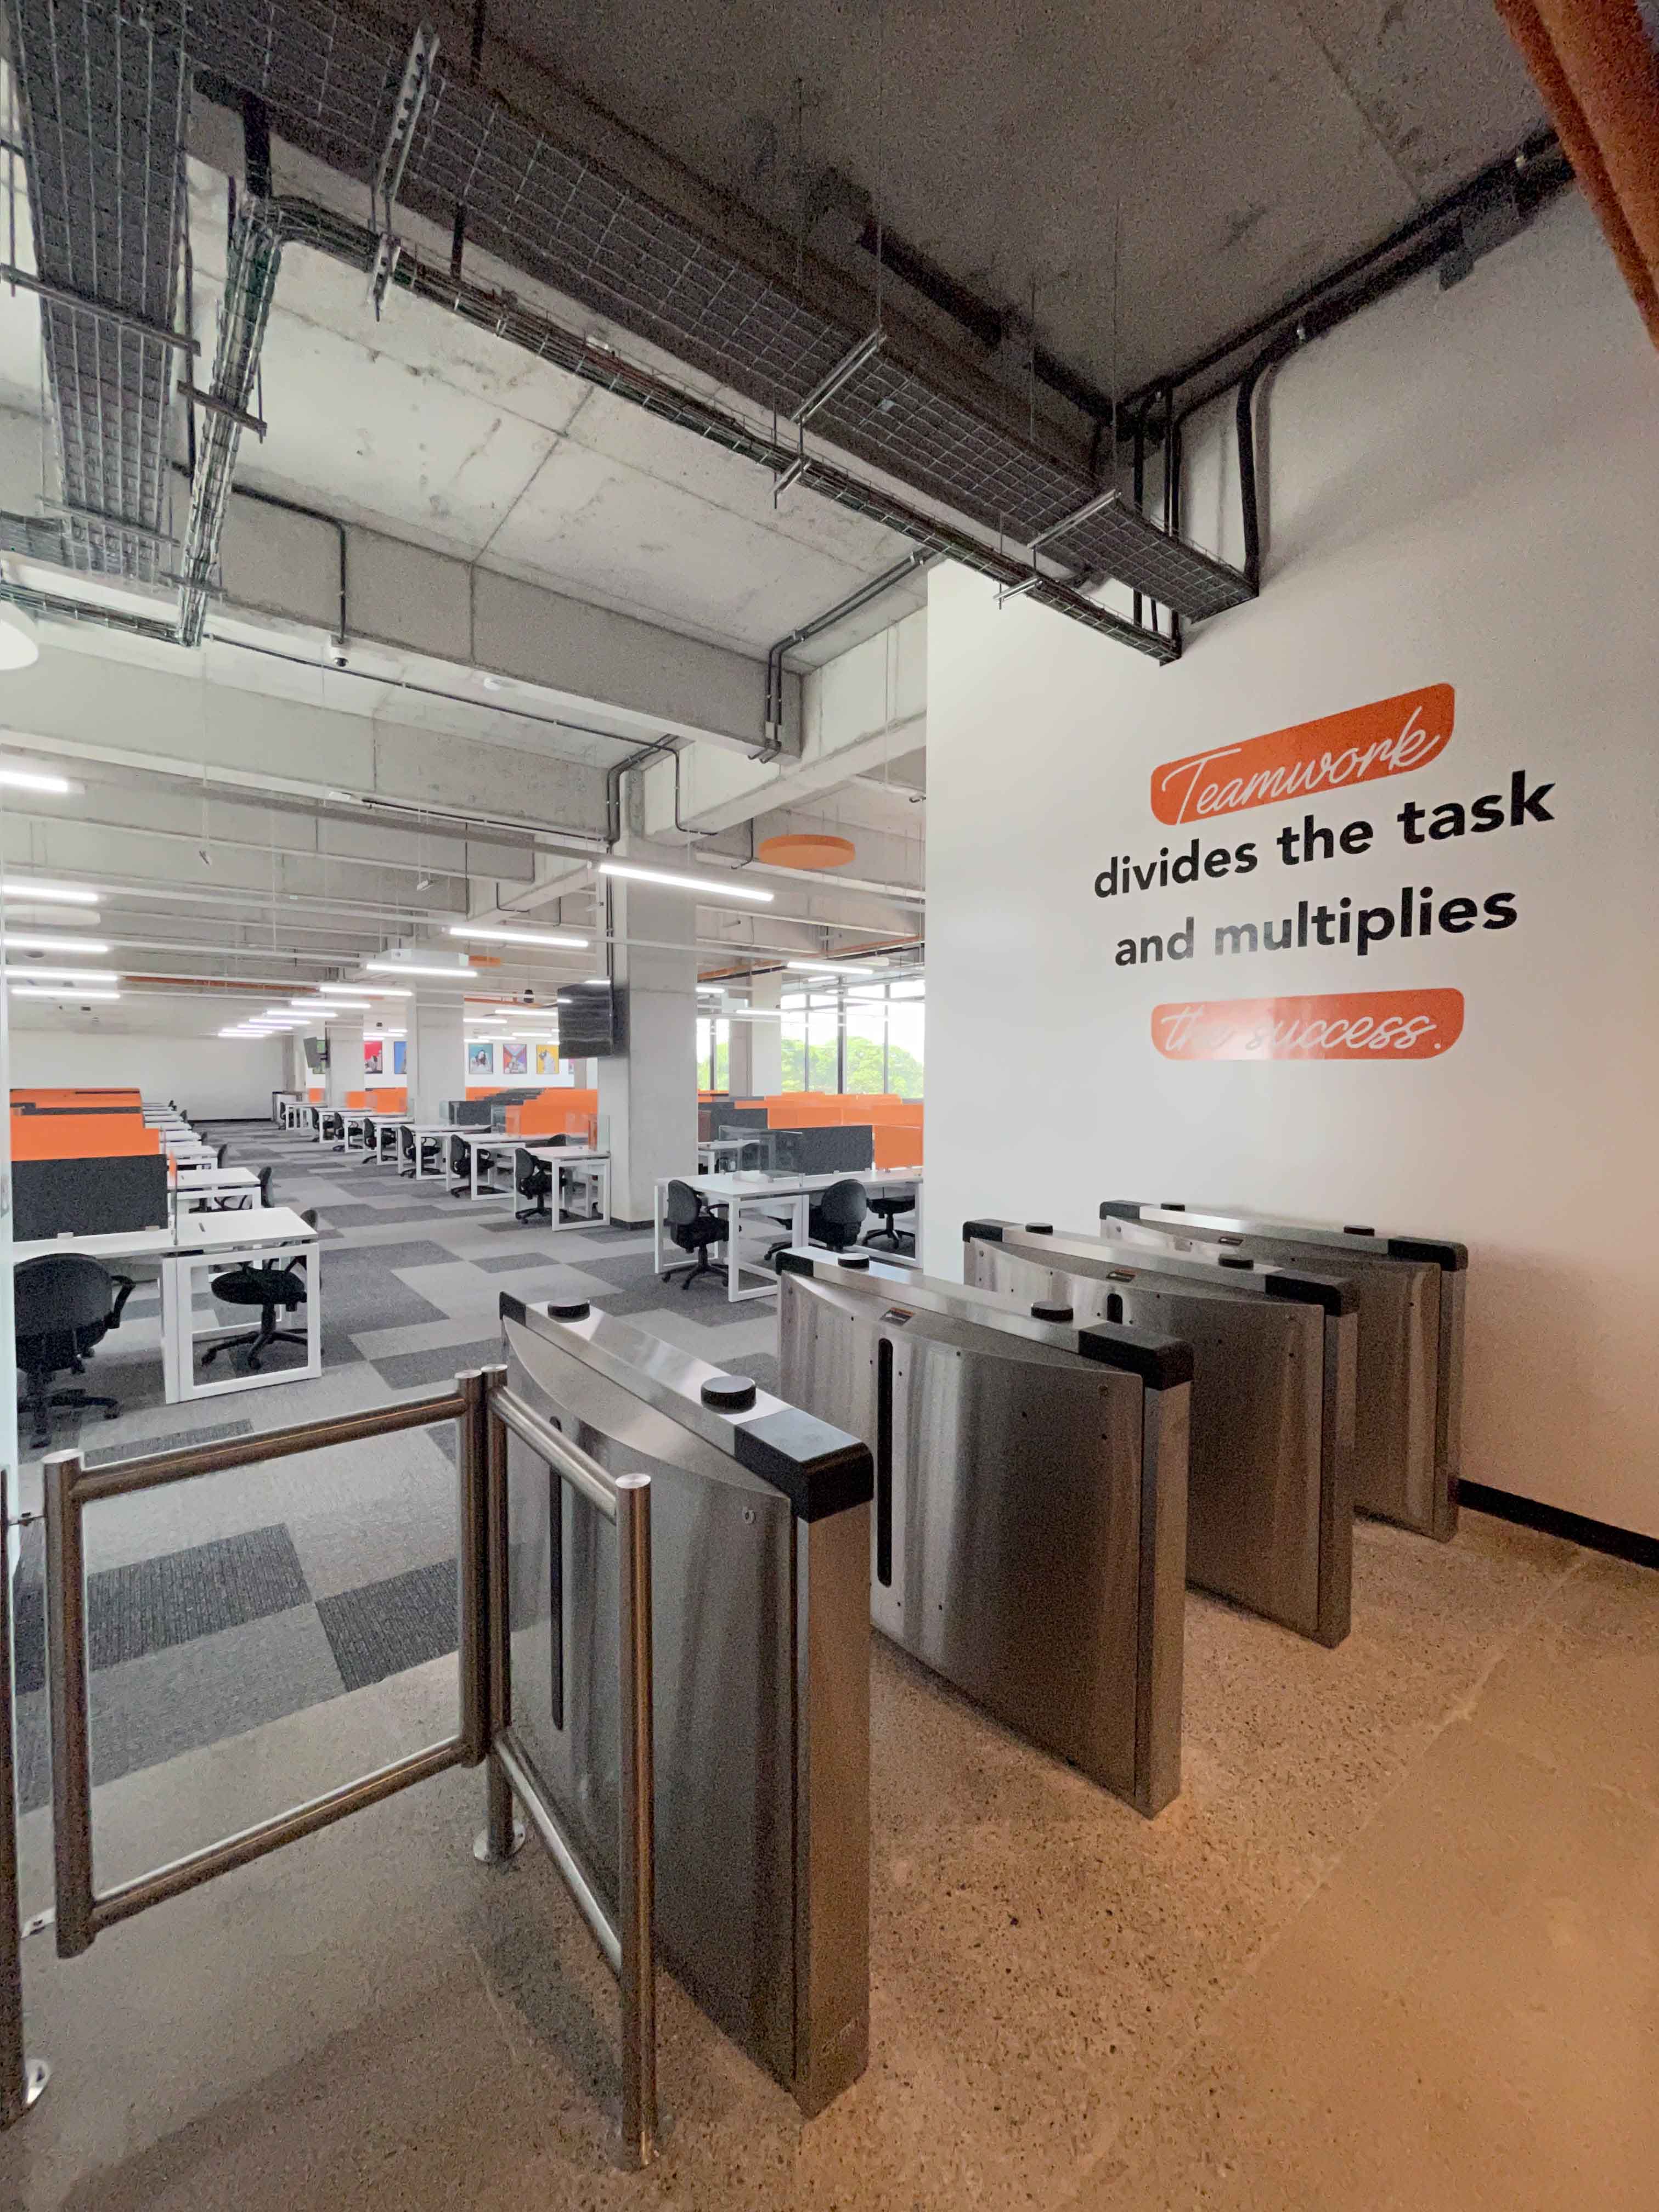 Teamwork
divides the task
and multiplies
the success.